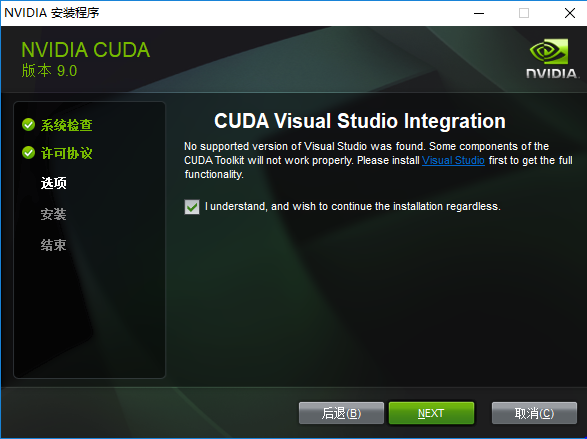 NVIDIA 安装程序
NVIDIA CUDA
版本 9.0
NVIDIA.
系统检查
许可协议
选项
安装
结束
CUDA Visual Studio Integration
No supported version of Visual Studio was found. Some components of the
CUDA Toolkit will not work properly. Please install Visual Studio first to get the full
functionality.
I understand, and wish to continue the installation regardless.
后退(B)
NEXT
取消(C)